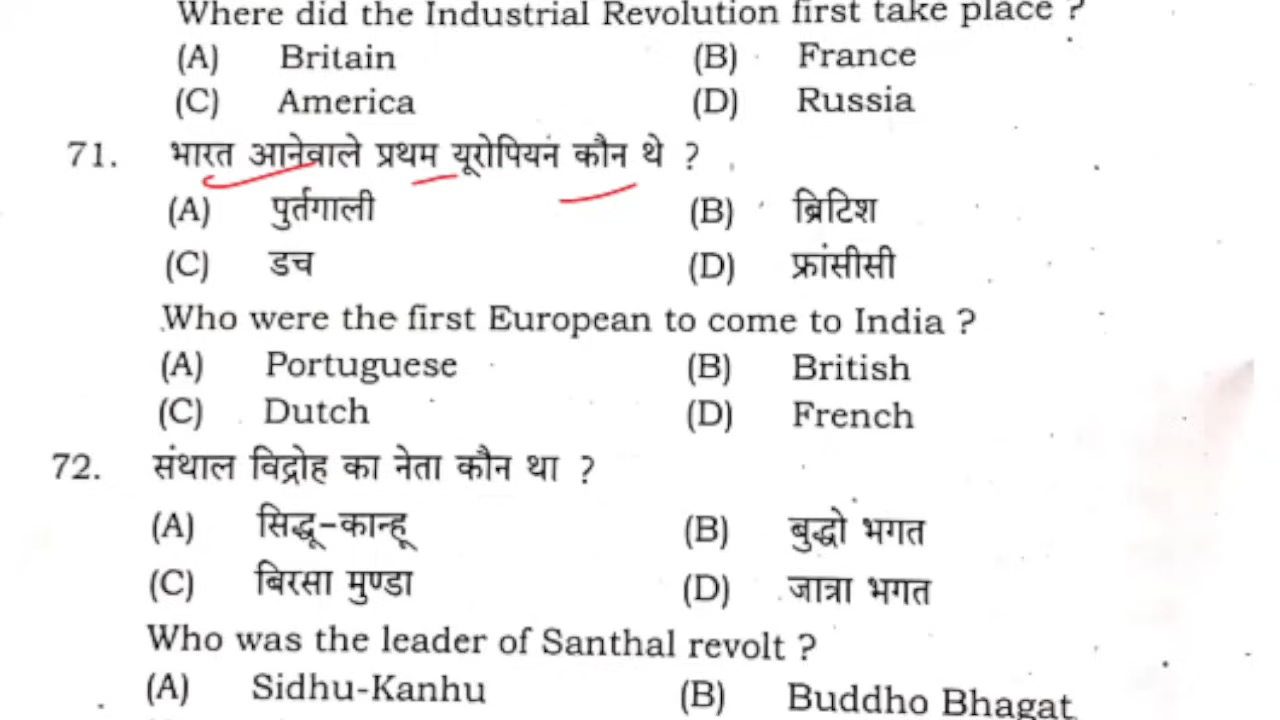 Where did the Industrial Revolution first take place ?
(A) Britain (B) France
(C) America (D) Russia
71. भारत आनेवाले प्रथम यूरोपियन कौन थे ?
(A) पुर्तगाली (B) ब्रिटिश
(C) डच (D) फ्रांसीसी
Who were the first European to come to India ?
(A) Portuguese (B) British
(C) Dutch (D) French
72. संथाल विद्रोह का नेता कौन था ?
(A) सिद्धू-कान्हू (B) बुद्धो भगत
(C) बिरसा मुण्डा (D) जात्रा भगत
Who was the leader of Santhal revolt ?
(A) Sidhu-Kanhu (B) Buddho Bhagat